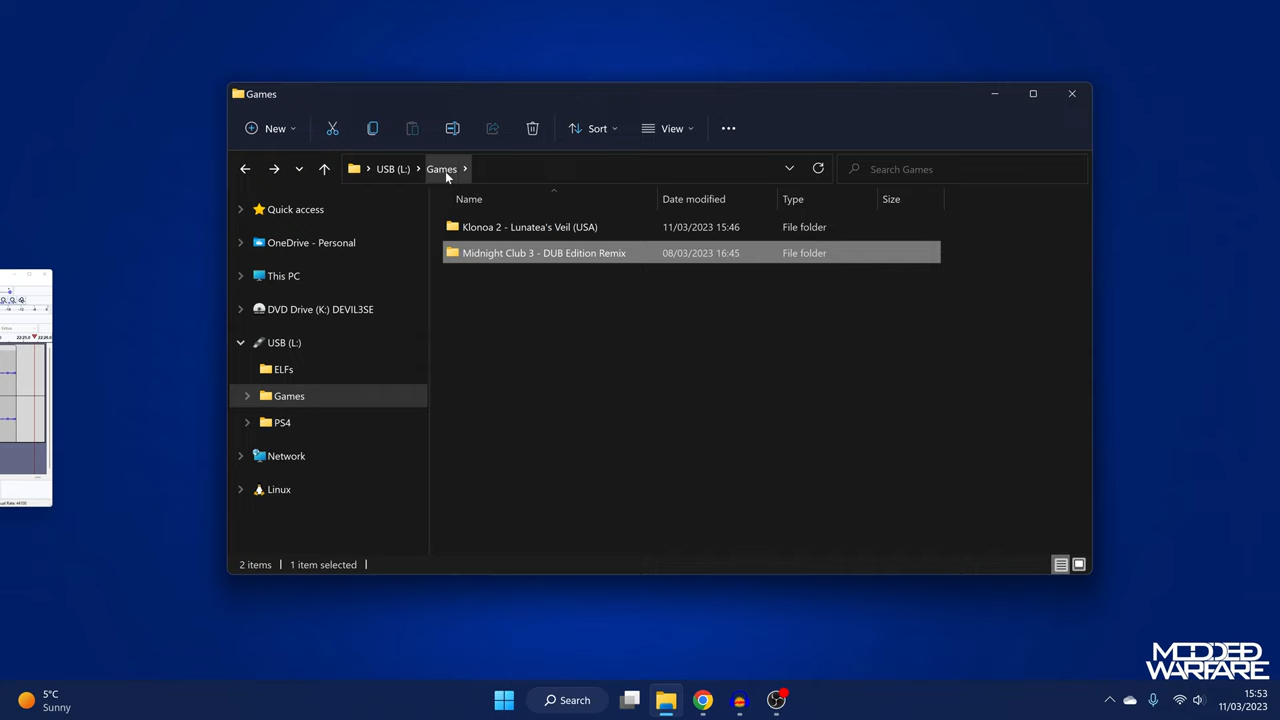 Games
New
Sort
View
USB (L:)
Games
Search Games
Name
Date modified
Type
Size
Klonoa 2 - Lunatea's Veil (USA)
11/03/2023 15:46
File folder
Midnight Club 3 - DUB Edition Remix
08/03/2023 16:45
File folder
Quick access
OneDrive - Personal
This PC
DVD Drive (K:) DEVIL3SE
USB (L:)
ELFs
Games
PS4
Network
Linux
2 items
1 item selected
MODDED
WARFARE
5°C
Sunny
Search
15:53
11/03/2023